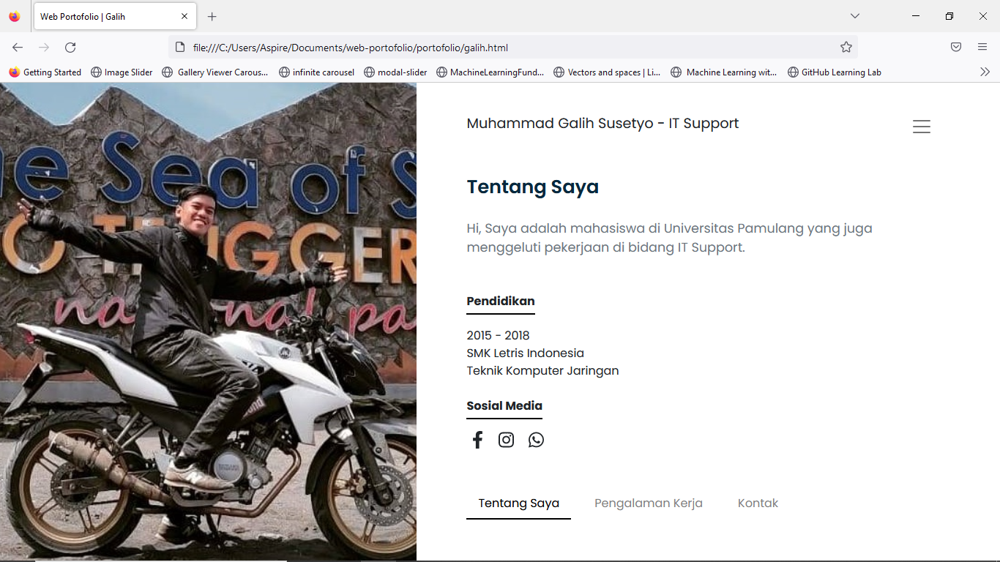 Web Portofolio | Galih
file:///C:/Users/Aspire/Documents/web-portofolio/portofolio/galih.html
Getting Started
Image Slider
Gallery Viewer Carous...
infinite carousel
modal-slider
MachineLearningFund...
Vectors and spaces | Li...
Machine Learning wit...
GitHub Learning Lab
he Sea of S
O TENGGER
national pa
Muhammad Galih Susetyo - IT Support
Tentang Saya
Hi, Saya adalah mahasiswa di Universitas Pamulang yang juga
menggeluti pekerjaan di bidang IT Support.
Pendidikan
2015 - 2018
SMK Letris Indonesia
Teknik Komputer Jaringan
Sosial Media
Tentang Saya
Pengalaman Kerja
Kontak